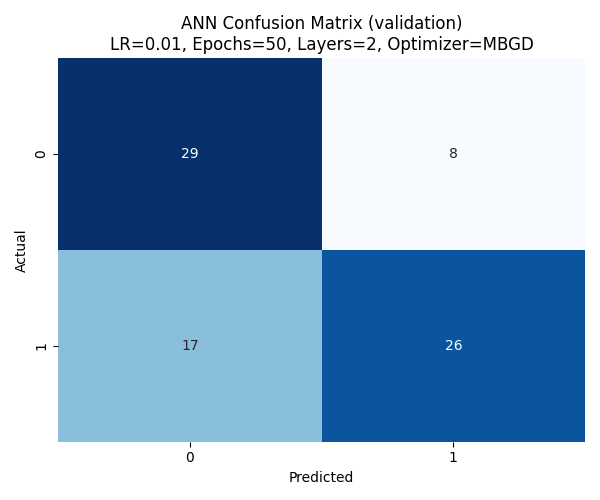 ANN Confusion Matrix (validation)
LR=0.01, Epochs=50, Layers=2, Optimizer=MBGD
Actual
0
29
8
1
17
26
0
1
Predicted